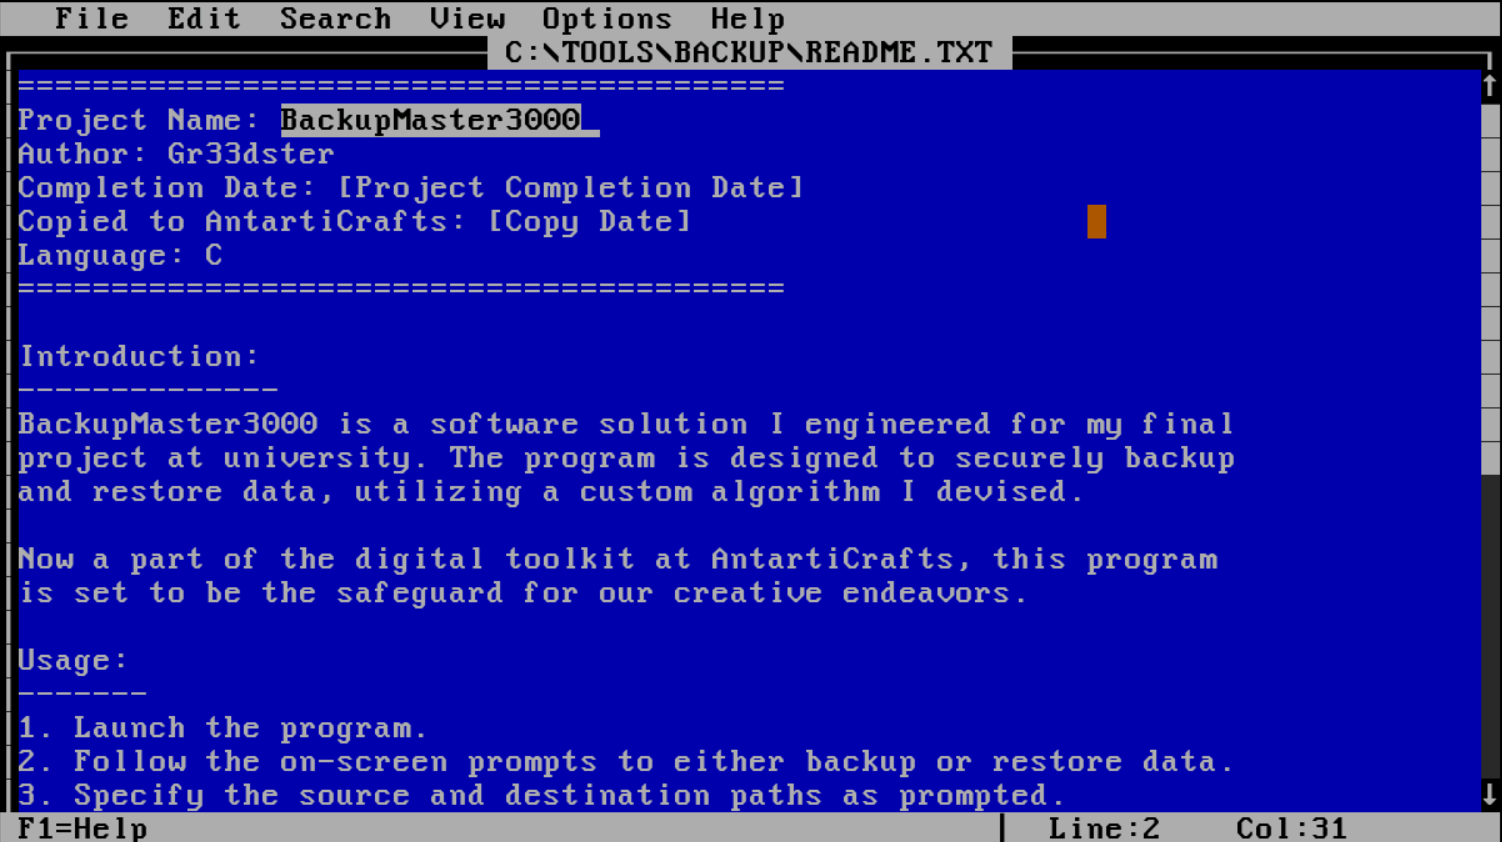 File Edit Search View Options Help
C:\TOOLS\BACKUP\README.TXT
=========================================
Project Name: BackupMaster3000
Author: Gr33dster
Completion Date: [Project Completion Date]
Copied to AntartiCrafts: [Copy Date]
Language: C
=========================================
Introduction:
--------------
BackupMaster3000 is a software solution I engineered for my final
project at university. The program is designed to securely backup
and restore data, utilizing a custom algorithm I devised.
Now a part of the digital toolkit at AntartiCrafts, this program
is set to be the safeguard for our creative endeavors.
Usage:
-------
1. Launch the program.
2. Follow the on-screen prompts to either backup or restore data.
3. Specify the source and destination paths as prompted.
F1=Help Line:2 Col:31